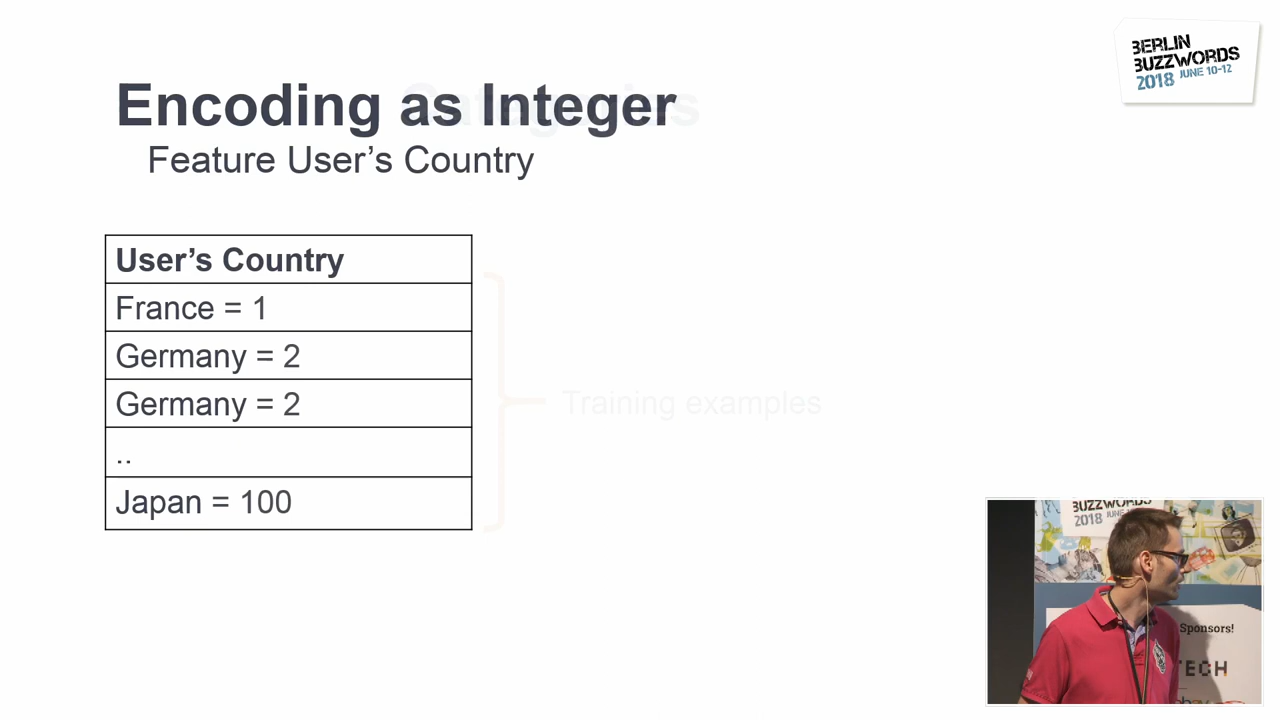 BERLIN
BUZZWORDS
2018 JUNE 10-12
Encoding as Integer
Feature User’s Country
User’s Country
France = 1
Germany = 2
Germany = 2
..
Japan = 100
Training examples
BUZZWORDS
2018 JUNE
Sponsors!
TECH